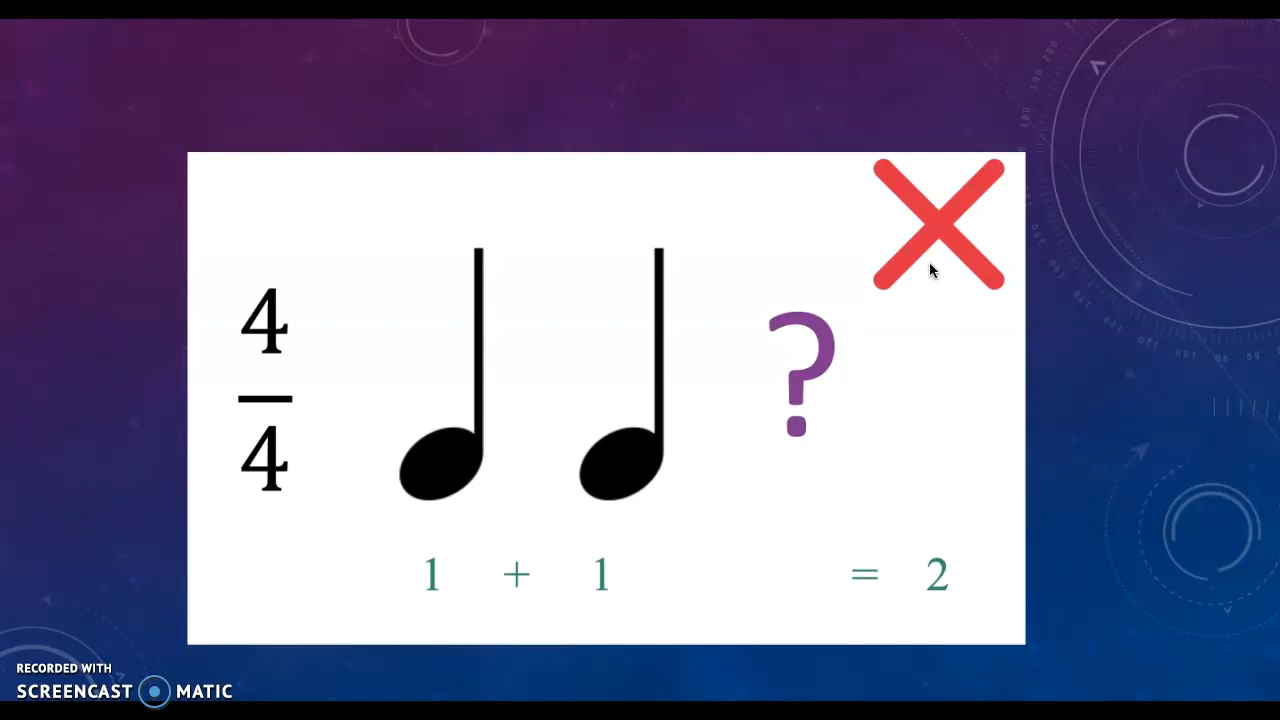 4
4
?
1 + 1 = 2
RECORDED WITH
SCREENCAST MATIC